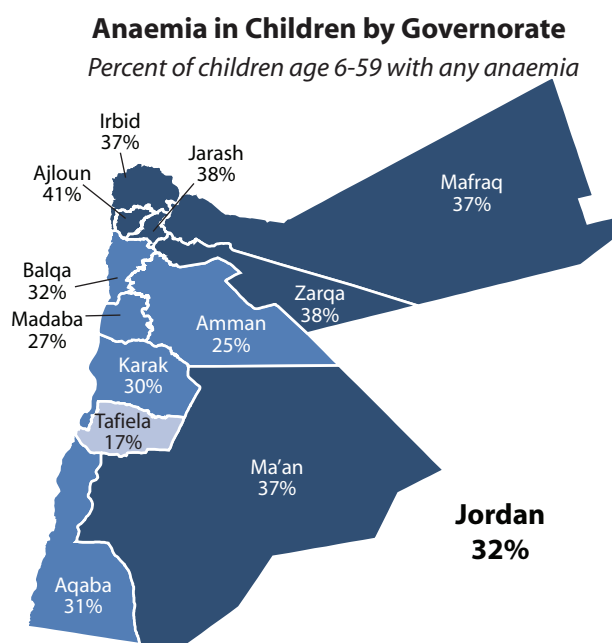 Anaemia in Children by Governorate
Percent of children age 6-59 with any anaemia
Irbid
37%
Jarash
38%
Ajloun
41%
Mafraq
37%
Balqa
32%
Zarqa
38%
Madaba
27%
Amman
25%
Karak
30%
Tafiela
17%
Ma'an
37%
Jordan
32%
Aqaba
31%